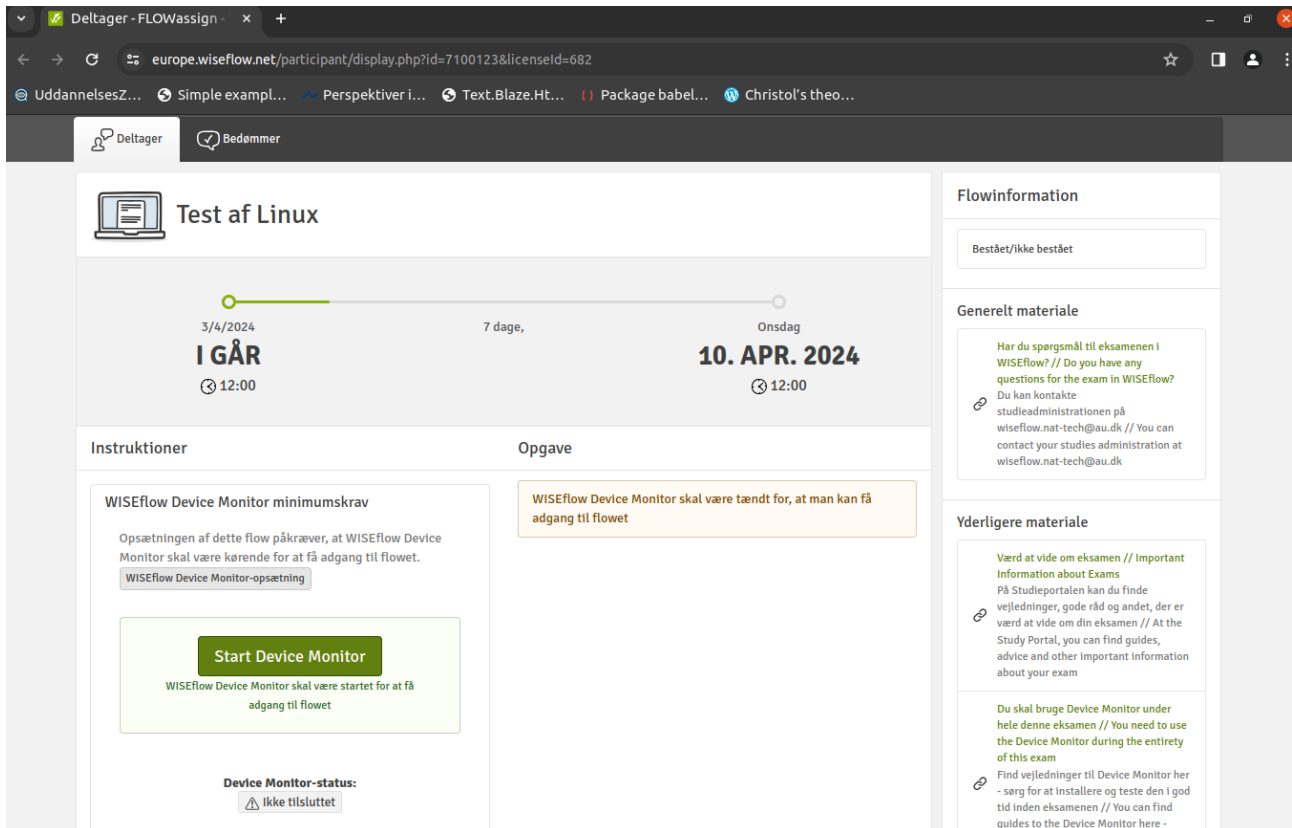 Deltager - FLOWassign -
europe.wiseflow.net/participant/display.php?id=7100123&licenseId=682
UddannelsesZ... Simple exampl... Perspektiver i... Text.Blaze.Ht... Package babel... Christol's theo...
Deltager Bedømmer
Test af Linux
3/4/2024
I GÅR
12:00
7 dage,
Onsdag
10. APR. 2024
12:00
Instruktioner
WISEflow Device Monitor minimumskrav
Opsætningen af dette flow påkræver, at WISEflow Device
Monitor skal være kørende for at få adgang til flowet.
WISEflow Device Monitor-opsætning
Start Device Monitor
WISEflow Device Monitor skal være startet for at få
adgang til flowet
Device Monitor-status:
Ikke tilsluttet
Opgave
WISEflow Device Monitor skal være tændt for, at man kan få
adgang til flowet
Flowinformation
Bestået/ikke bestået
Generelt materiale
Har du spørgsmål til eksamenen i
WISEflow? // Do you have any
questions for the exam in WISEflow?
Du kan kontakte
studieadministrationen på
wiseflow.nat-tech@au.dk // You can
contact your studies administration at
wiseflow.nat-tech@au.dk
Yderligere materiale
Værd at vide om eksamen // Important
Information about Exams
På Studieportalen kan du finde
vejledninger, gode råd og andet, der er
værd at vide om din eksamen // At the
Study Portal, you can find guides,
advice and other important information
about your exam
Du skal bruge Device Monitor under
hele denne eksamen // You need to use
the Device Monitor during the entirety
of this exam
Find vejledninger til Device Monitor her
- sørg for at installere og teste den i god
tid inden eksamenen // You can find
guides to the Device Monitor here -